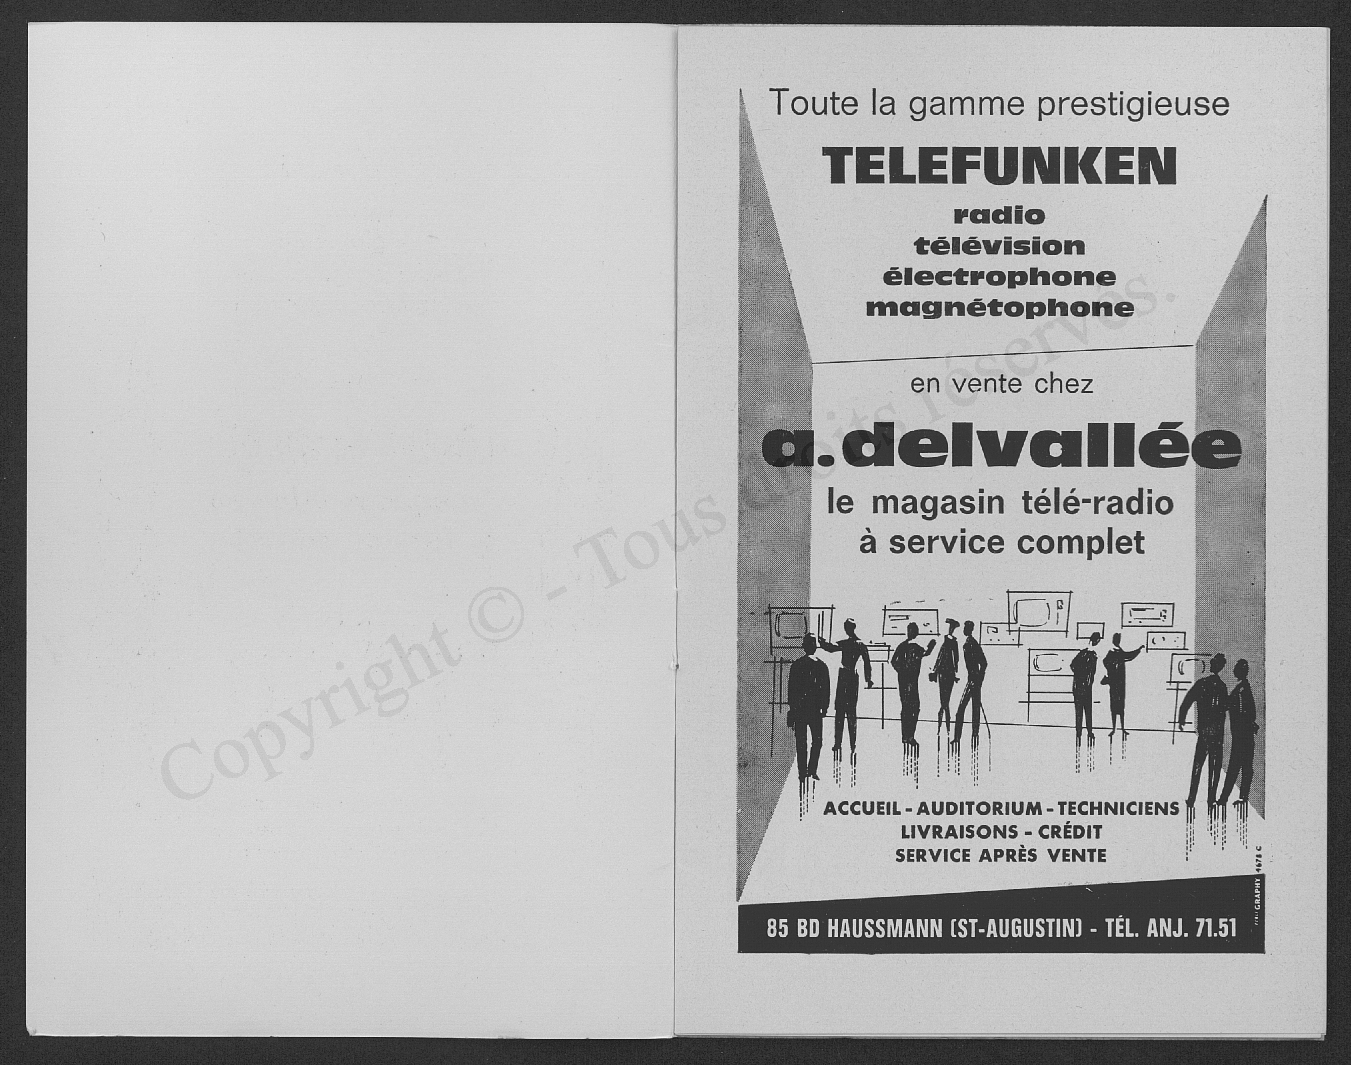 Toute la gamme prestigieuse
TELEFUNKEN
radio
télévision
électrophone
magnétophone
en vente chez
a.delvallée
le magasin télé-radio
à service complet
ACCUEIL - AUDITORIUM - TECHNICIENS
LIVRAISONS - CRÉDIT
SERVICE APRÈS VENTE
GRAPHY 4678 C
85 BD HAUSSMANN (ST-AUGUSTIN) - TÉL. ANJ. 71.51
Copyright © - Tous droits réservés.